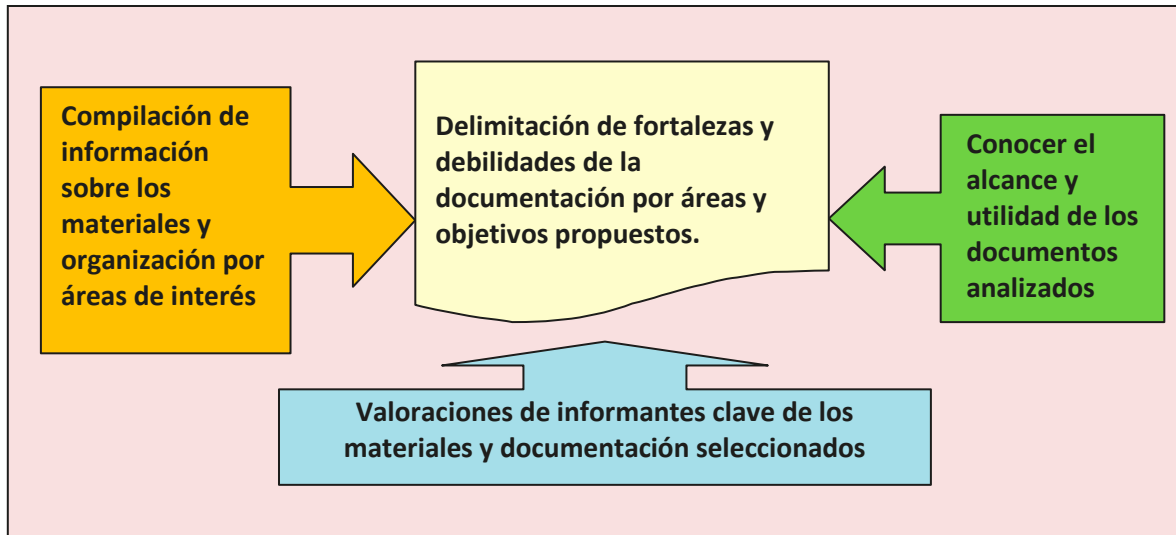 Compilación de
información
sobre los
materiales y
organización por
áreas de interés
Delimitación de fortalezas y
debilidades de la
documentación por áreas y
objetivos propuestos.
Conocer el
alcance y
utilidad de los
documentos
analizados
Valoraciones de informantes clave de los
materiales y documentación seleccionados